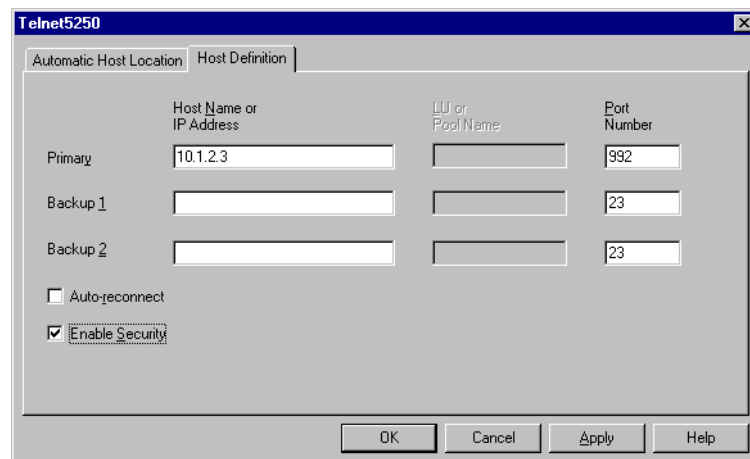 Telnet5250
Automatic Host Location Host Definition
Host Name or LU or Port
IP Address Pool Name Number
Primary 10.1.2.3 992
Backup 1 23
Backup 2 23
Auto-reconnect
Enable Security
OK Cancel Apply Help